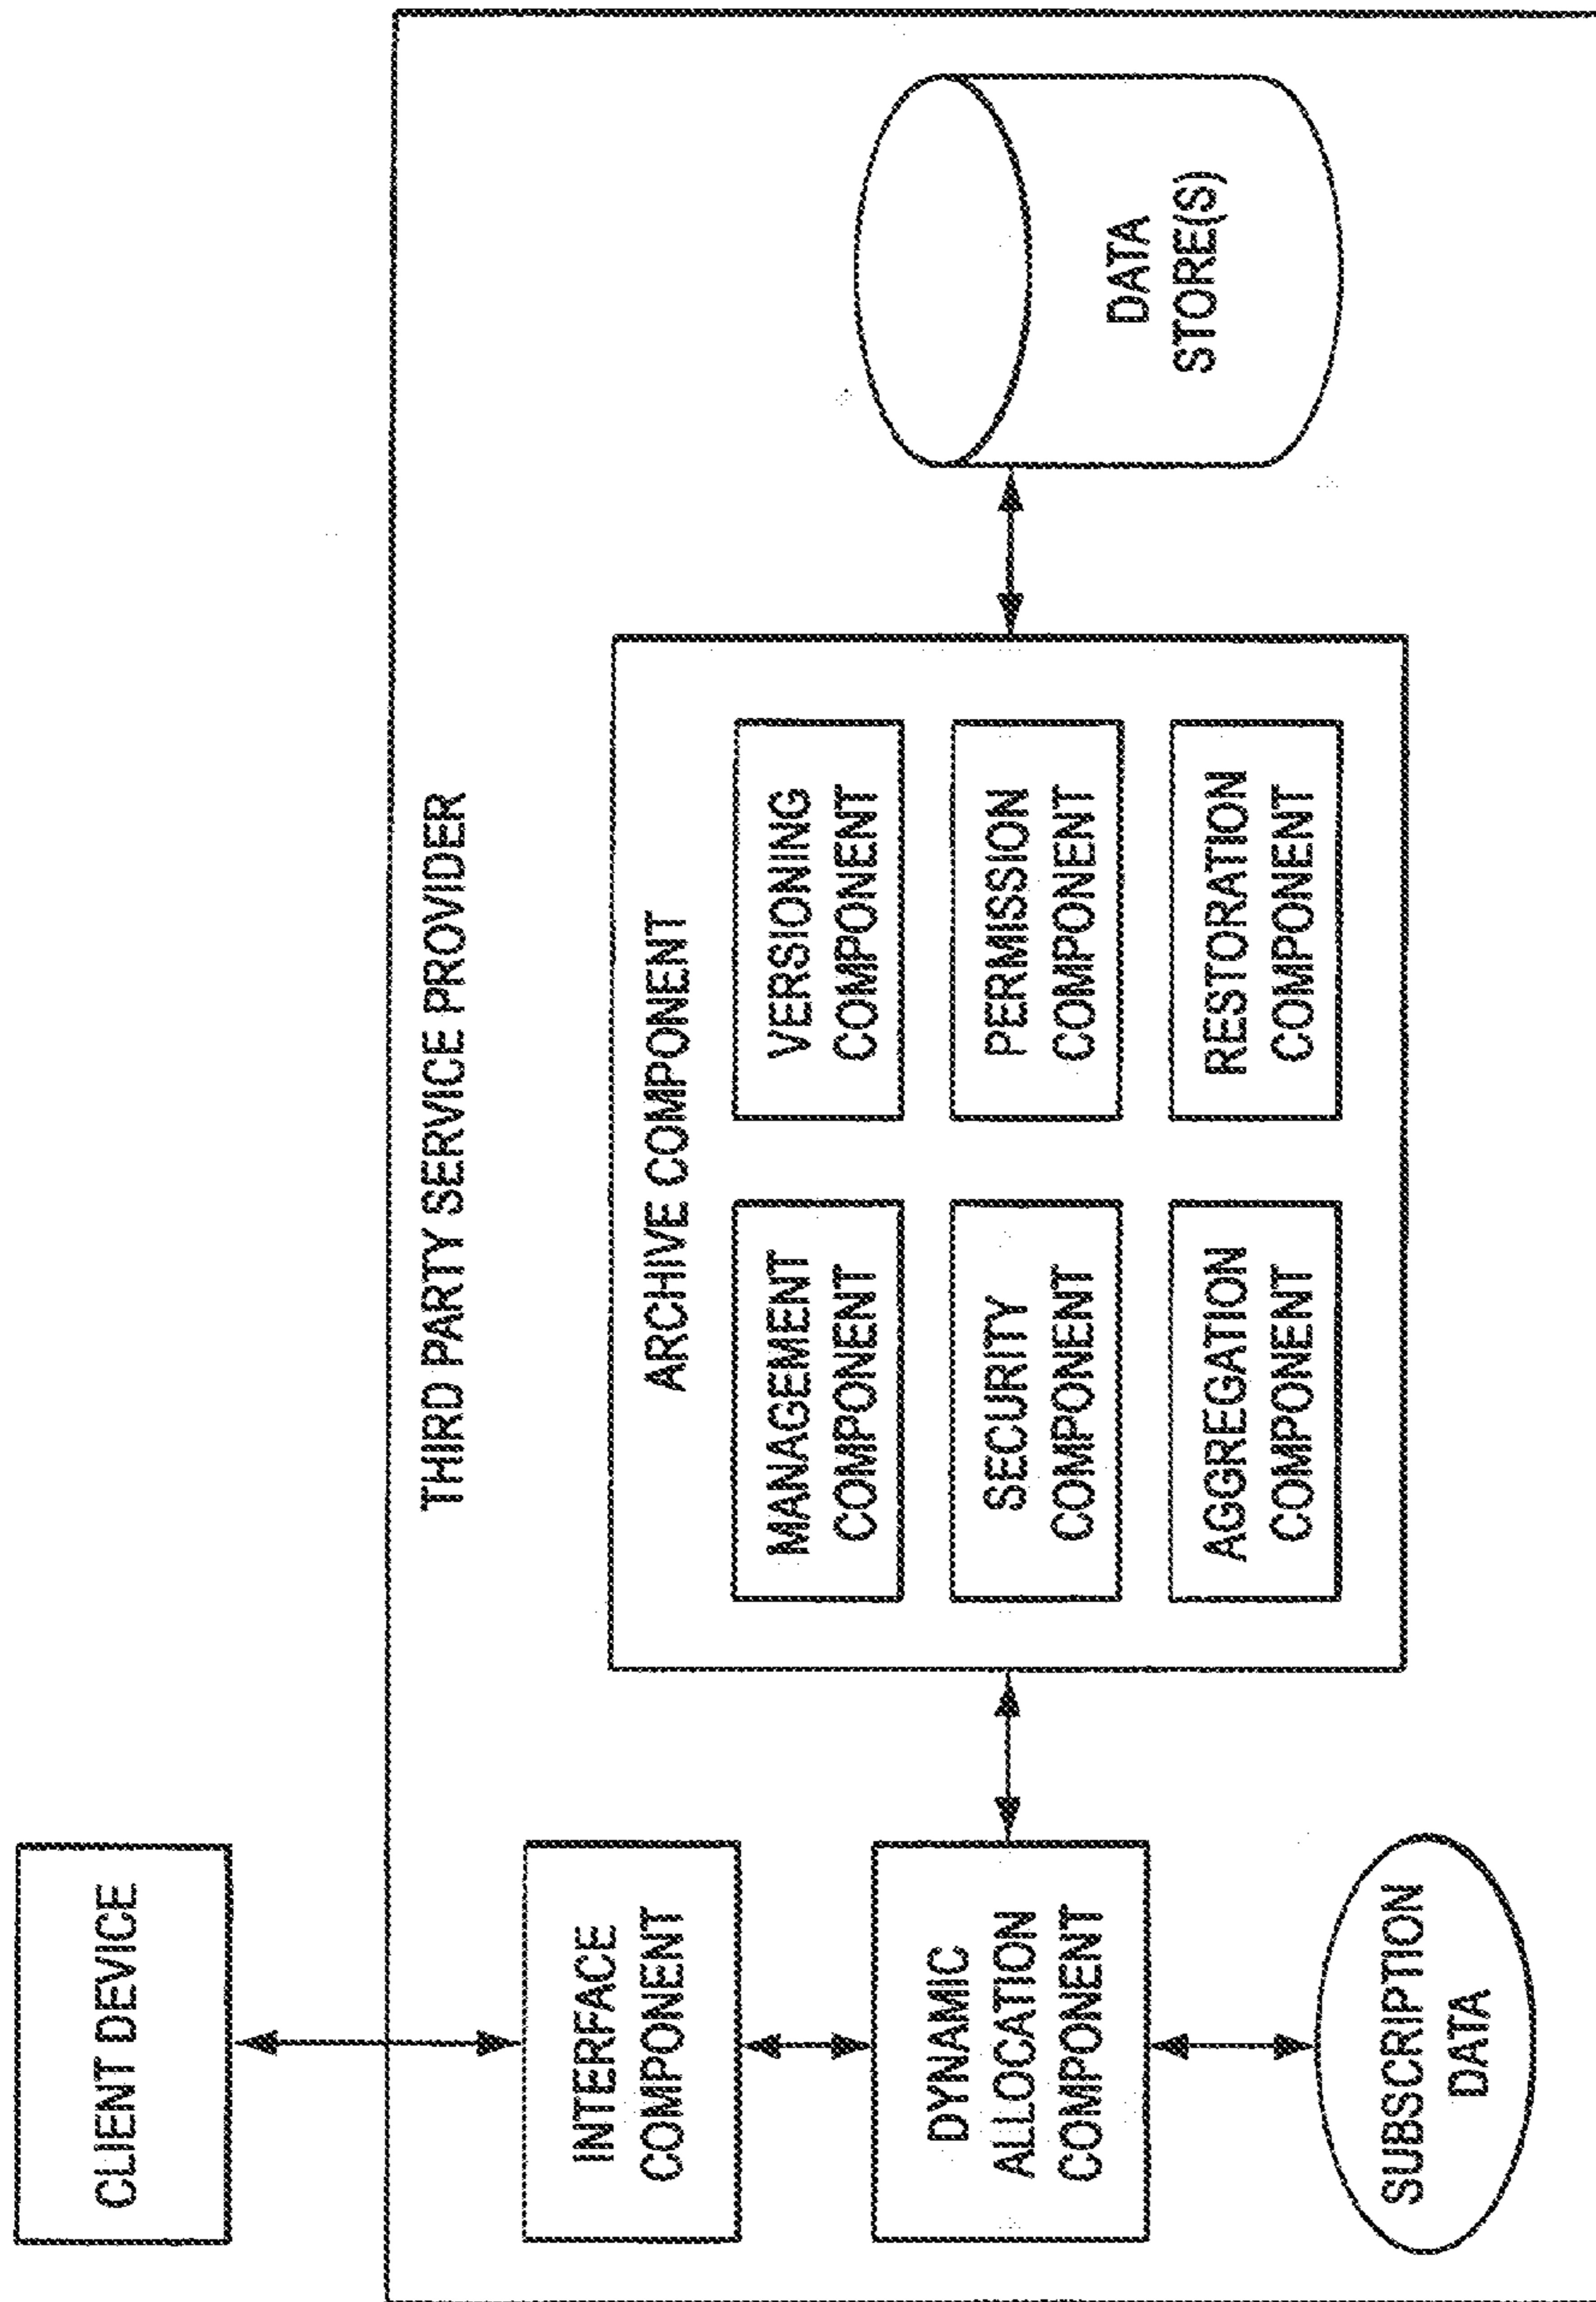 CLIENT DEVICE
THIRD PARTY SERVICE PROVIDER
INTERFACE
COMPONENT
DYNAMIC
ALLOCATION
COMPONENT
SUBSCRIPTION
DATA
ARCHIVE COMPONENT
MANAGEMENT
COMPONENT
VERSIONING
COMPONENT
SECURITY
COMPONENT
PERMISSION
COMPONENT
AGGREGATION
COMPONENT
RESTORATION
COMPONENT
DATA
STORE(S)